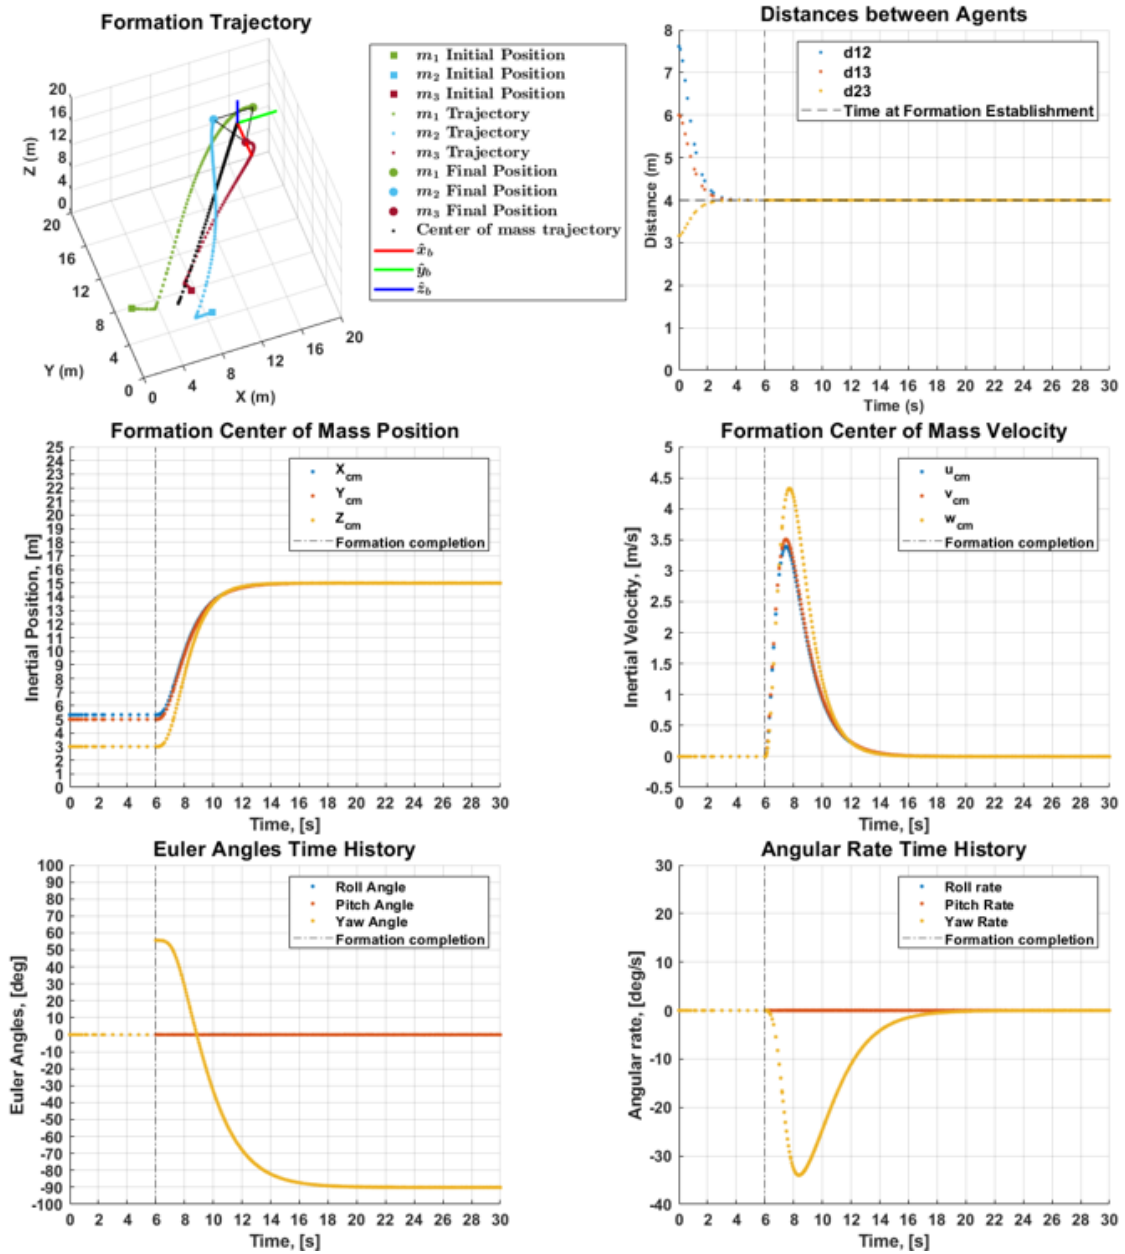 Formation Trajectory
20
16
12
8
4
0
Z (m)
20
16
12
8
4
0
Y (m)
0
4
8
12
16
20
X (m)
m₁ Initial Position
m₂ Initial Position
m₃ Initial Position
m₁ Trajectory
m₂ Trajectory
m₃ Trajectory
m₁ Final Position
m₂ Final Position
m₃ Final Position
Center of mass trajectory
x̂_b
ŷ_b
ẑ_b
Distances between Agents
d12
d13
d23
Time at Formation Establishment
8
7
6
5
4
3
2
1
0
Distance (m)
0 2 4 6 8 10 12 14 16 18 20 22 24 26 28 30
Time (s)
Formation Center of Mass Position
X_cm
Y_cm
Z_cm
Formation completion
25
24
23
22
21
20
19
18
17
16
15
14
13
12
11
10
9
8
7
6
5
4
3
2
1
0
Inertial Position, [m]
0 2 4 6 8 10 12 14 16 18 20 22 24 26 28 30
Time, [s]
Formation Center of Mass Velocity
u_cm
v_cm
w_cm
Formation completion
5
4.5
4
3.5
3
2.5
2
1.5
1
0.5
0
-0.5
Inertial Velocity, [m/s]
0 2 4 6 8 10 12 14 16 18 20 22 24 26 28 30
Time, [s]
Euler Angles Time History
Roll Angle
Pitch Angle
Yaw Angle
Formation completion
100
90
80
70
60
50
40
30
20
10
0
-10
-20
-30
-40
-50
-60
-70
-80
-90
-100
Euler Angles, [deg]
0 2 4 6 8 10 12 14 16 18 20 22 24 26 28 30
Time, [s]
Angular Rate Time History
Roll rate
Pitch Rate
Yaw Rate
Formation completion
30
20
10
0
-10
-20
-30
-40
Angular rate, [deg/s]
0 2 4 6 8 10 12 14 16 18 20 22 24 26 28 30
Time, [s]